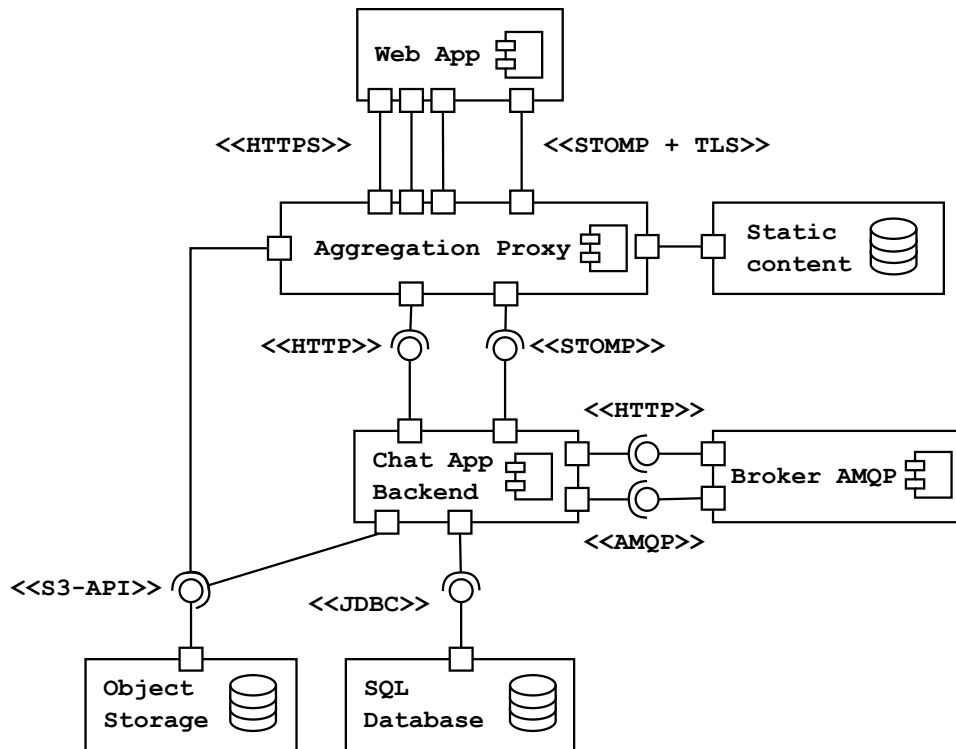 Web App
<<HTTPS>>
<<STOMP + TLS>>
Aggregation Proxy
Static
content
<<HTTP>>
<<STOMP>>
<<HTTP>>
Chat App
Backend
Broker AMQP
<<AMQP>>
<<S3-API>>
<<JDBC>>
Object
Storage
SQL
Database